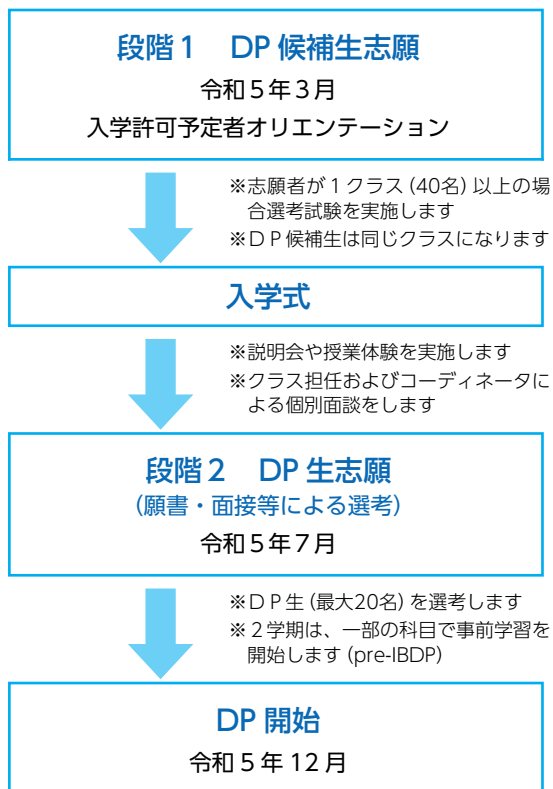 段階1　DP 候補生志願
令和5年3月
入学許可予定者オリエンテーション
※志願者が1クラス (40名) 以上の場
合選考試験を実施します
※DP候補生は同じクラスになります
入学式
※説明会や授業体験を実施します
※クラス担任およびコーディネータに
よる個別面談をします
段階2　DP 生志願
(願書・面接等による選考)
令和5年7月
※DP生 (最大20名) を選考します
※2学期は、一部の科目で事前学習を
開始します (pre-IBDP)
DP 開始
令和5年12月